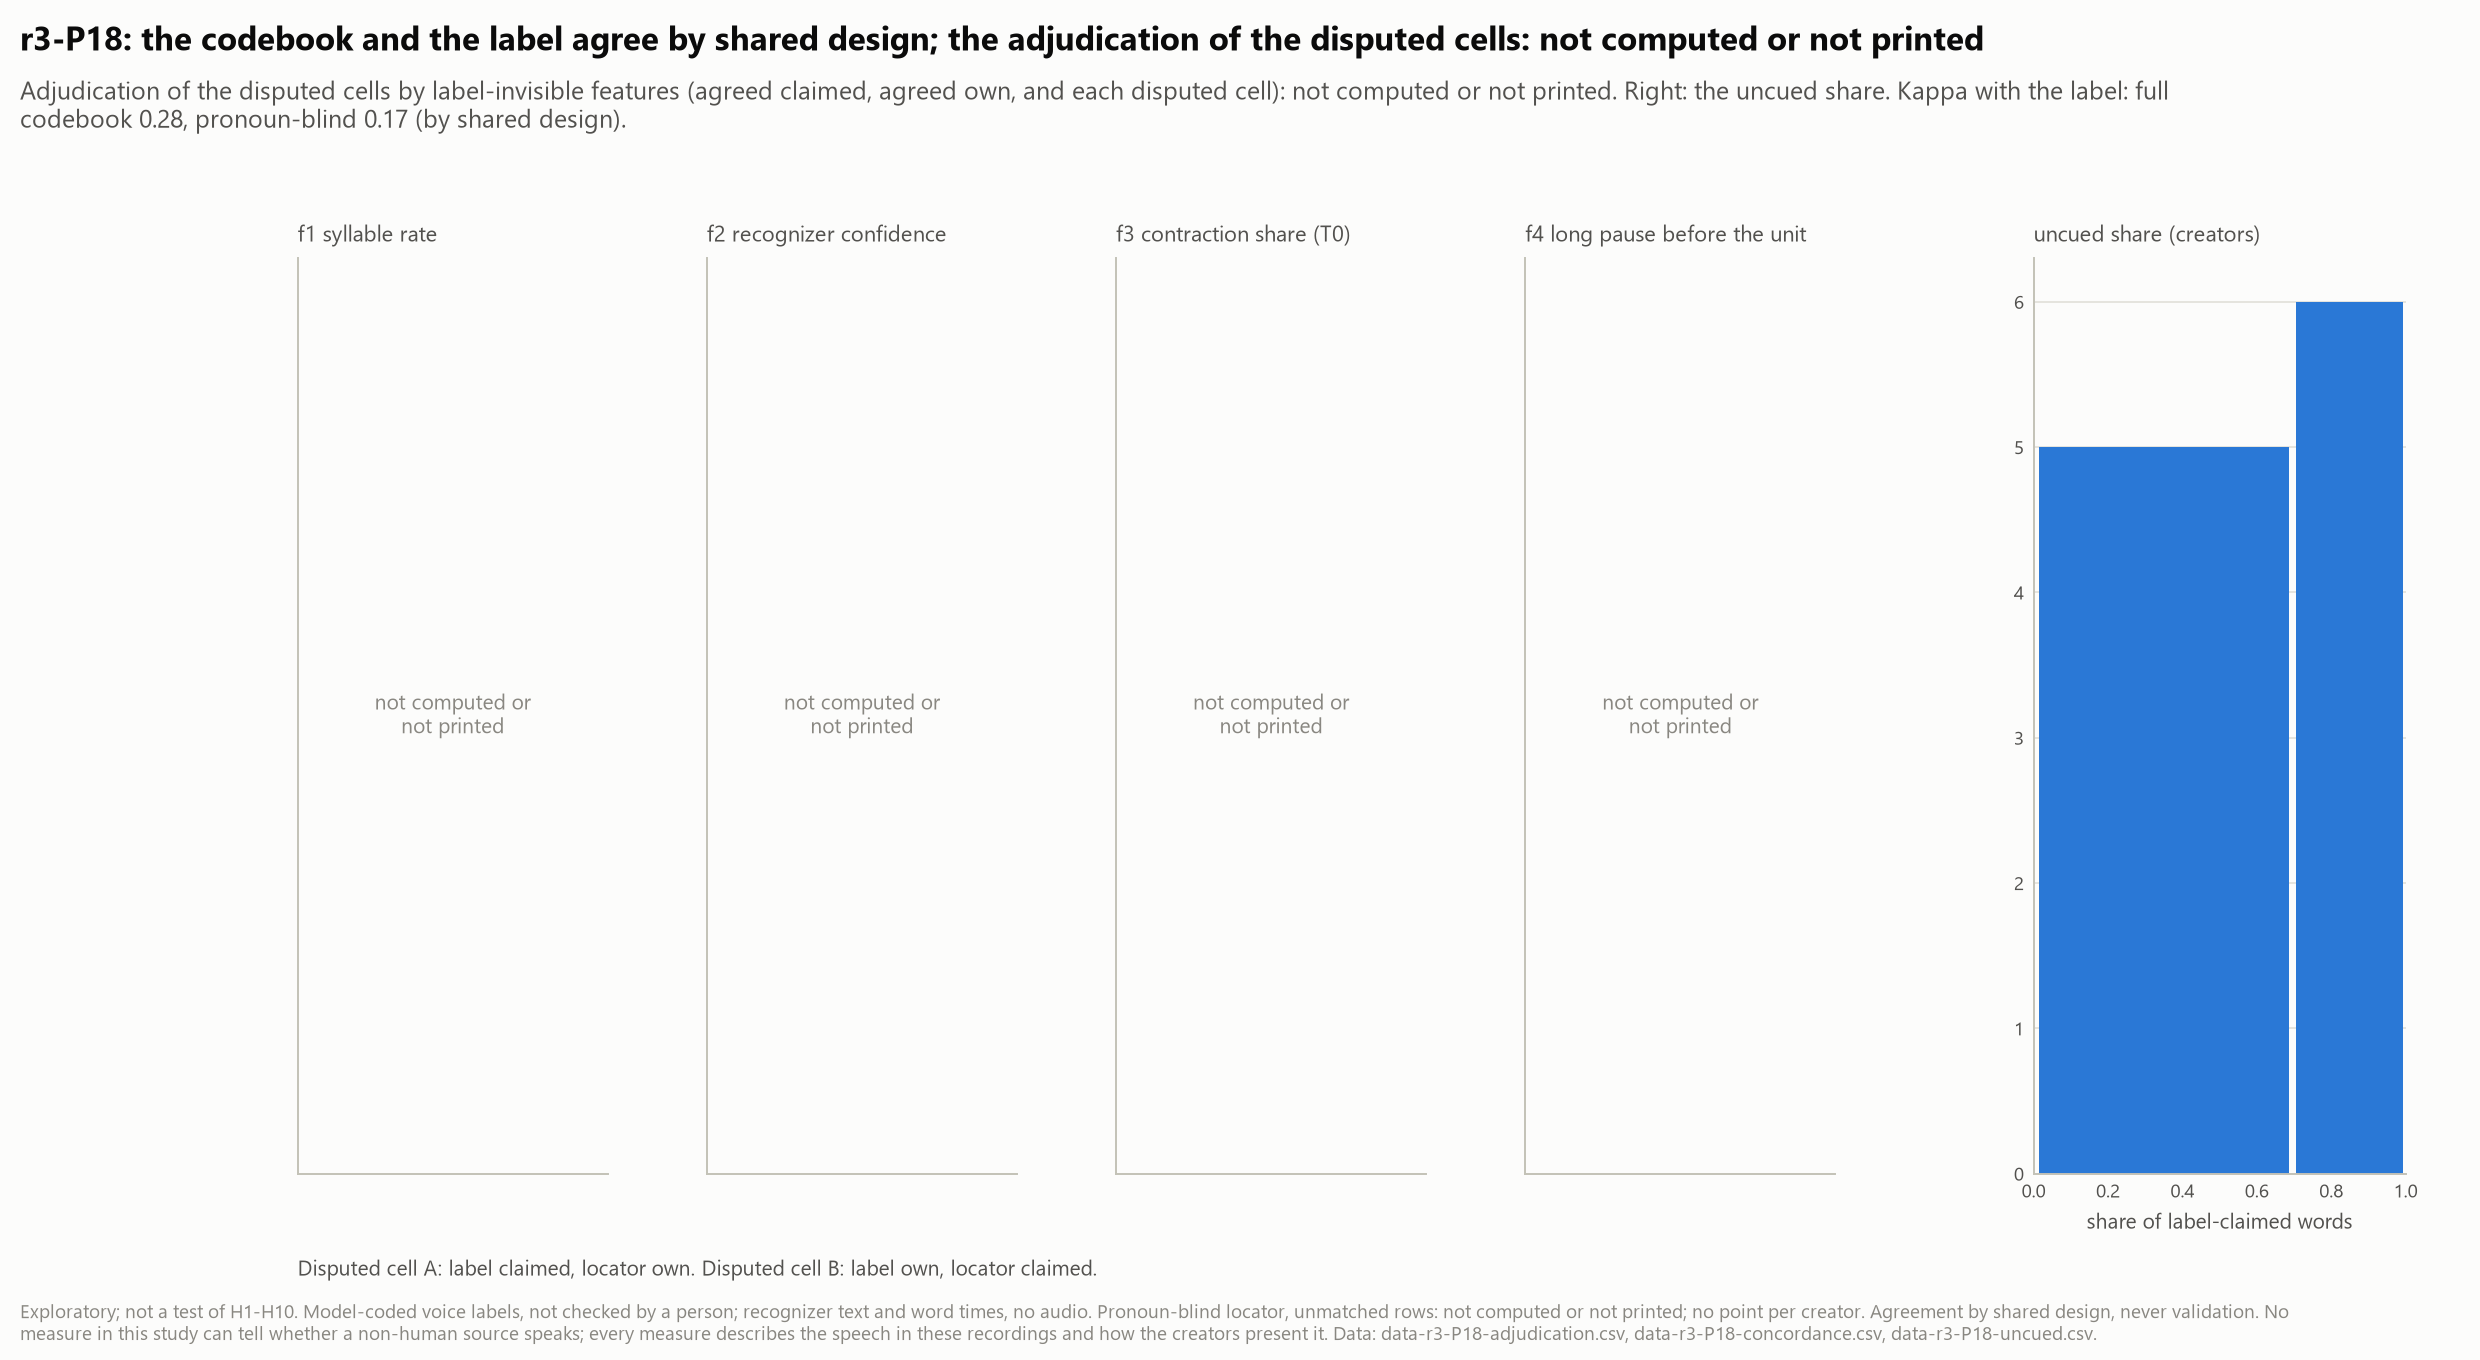 r3-P18: the codebook and the label agree by shared design; the adjudication of the disputed cells: not computed or not printed
Adjudication of the disputed cells by label-invisible features (agreed claimed, agreed own, and each disputed cell): not computed or not printed. Right: the uncued share. Kappa with the label: full
codebook 0.28, pronoun-blind 0.17 (by shared design).
f1 syllable rate
f2 recognizer confidence
f3 contraction share (T0)
f4 long pause before the unit
uncued share (creators)
not computed or
not printed
not computed or
not printed
not computed or
not printed
not computed or
not printed
6
5
4
3
2
1
0
0.0 0.2 0.4 0.6 0.8 1.0
share of label-claimed words
Disputed cell A: label claimed, locator own. Disputed cell B: label own, locator claimed.
Exploratory; not a test of H1-H10. Model-coded voice labels, not checked by a person; recognizer text and word times, no audio. Pronoun-blind locator, unmatched rows: not computed or not printed; no point per creator. Agreement by shared design, never validation. No
measure in this study can tell whether a non-human source speaks; every measure describes the speech in these recordings and how the creators present it. Data: data-r3-P18-adjudication.csv, data-r3-P18-concordance.csv, data-r3-P18-uncued.csv.